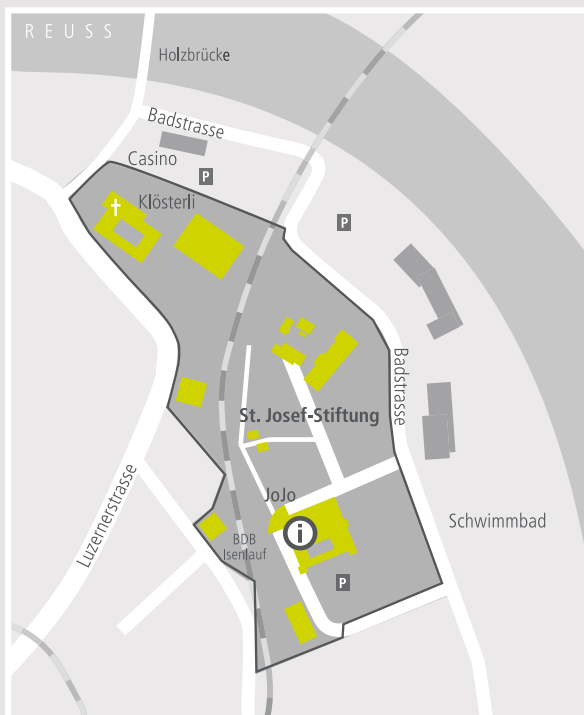 REUSS
Holzbrücke
Badstrasse
Casino
P
Klösterli
P
Badstrasse
St. Josef-Stiftung
Luzernerstrasse
JoJo
Schwimmbad
i
BDB
Isenlauf
P